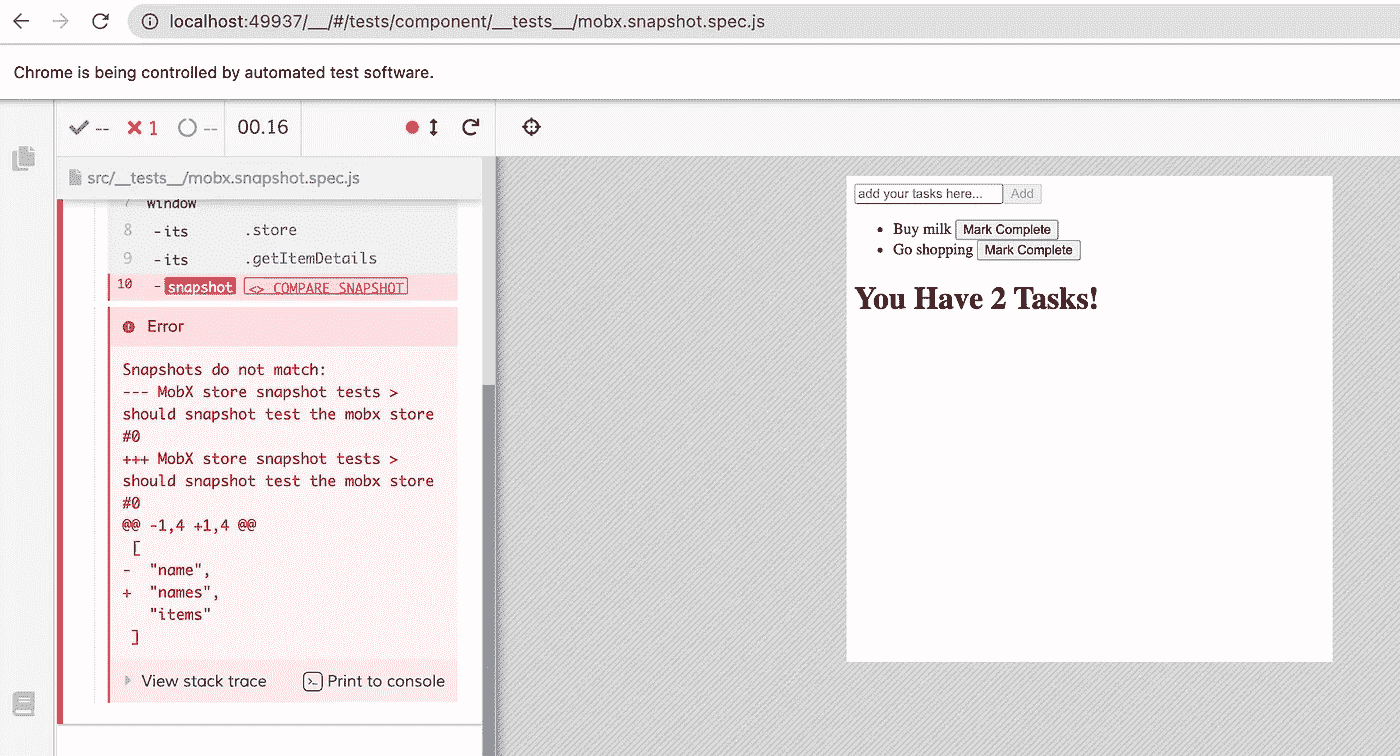 localhost:49937/__/#/tests/component/__tests__/mobx.snapshot.spec.js
Chrome is being controlled by automated test software.
-- 1 -- 00.16
src/__tests__/mobx.snapshot.spec.js
7 window
8 -its .store
9 -its .getItemDetails
10 -snapshot <> COMPARE SNAPSHOT
Error
Snapshots do not match:
--- MobX store snapshot tests >
should snapshot test the mobx store
#0
+++ MobX store snapshot tests >
should snapshot test the mobx store
#0
@@ -1,4 +1,4 @@
[
- "name",
+ "names",
"items"
]
View stack trace Print to console
add your tasks here... Add
Buy milk Mark Complete
Go shopping Mark Complete
You Have 2 Tasks!